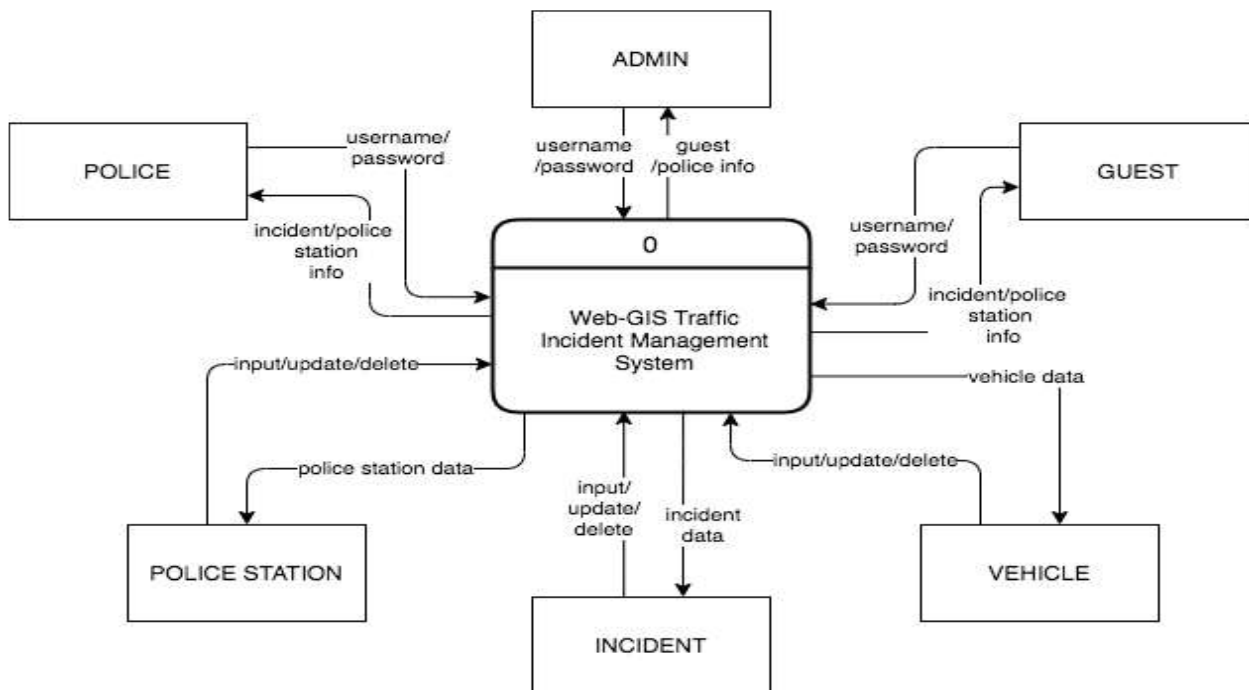 ADMIN
username
/password
guest
/police info
POLICE
username/
password
incident/police
station
info
GUEST
username/
password
incident/police
station
info
0
Web-GIS Traffic
Incident Management
System
input/update/delete
vehicle data
police station data
input/
update/
delete
incident
data
input/update/delete
POLICE STATION
INCIDENT
VEHICLE